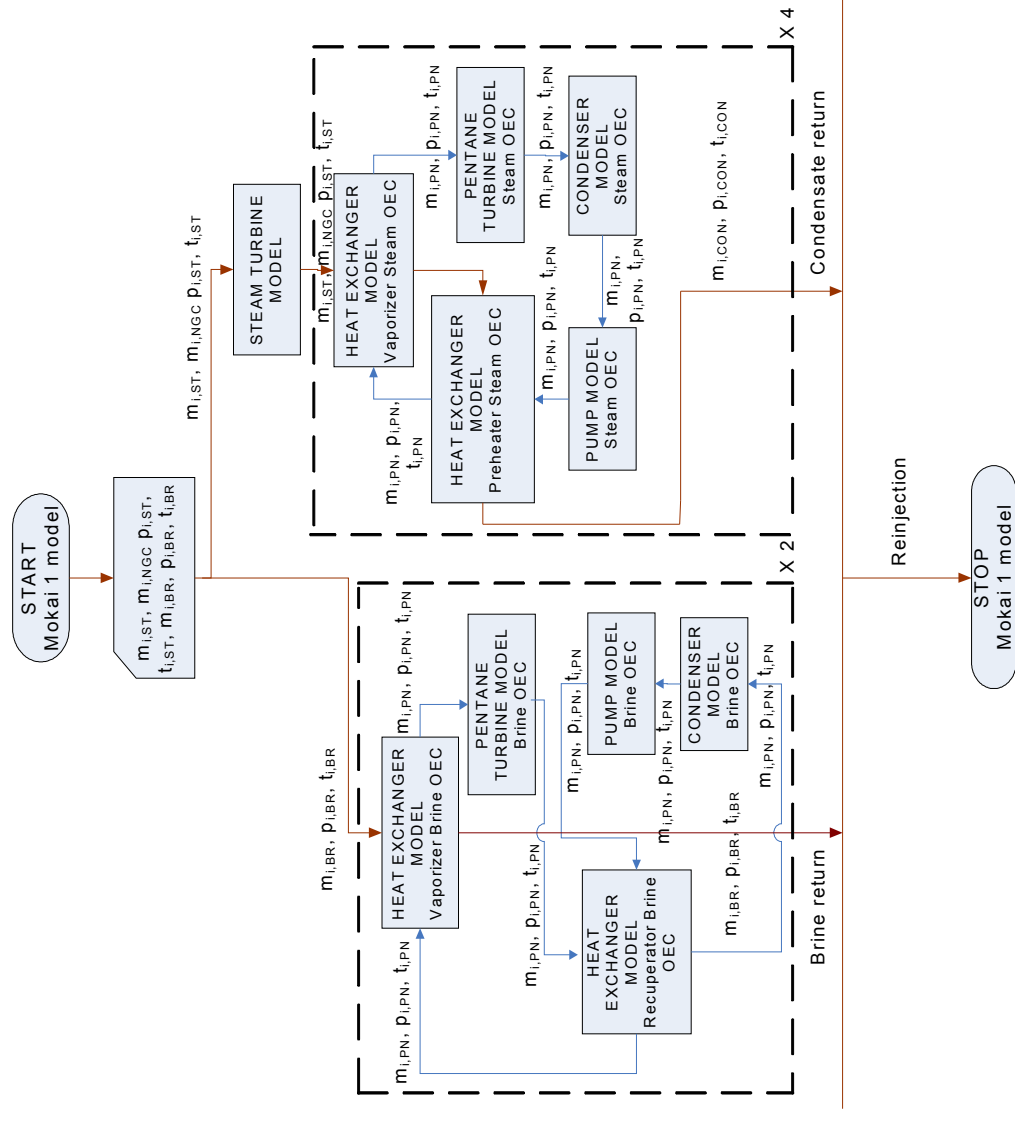 START
Mokai 1 model
m i,ST, m i,NGC p i,ST,
t i,ST, m i,BR, p i,BR, t i,BR
m i,ST, m i,NGC p i,ST, t i,ST
STEAM TURBINE
MODEL
m i,ST, m i,NGC p i,ST, t i,ST
HEAT EXCHANGER
MODEL
Vaporizer Steam OEC
m i,PN, p i,PN, t i,PN
PENTANE
TURBINE MODEL
Steam OEC
m i,PN, p i,PN, t i,PN
CONDENSER
MODEL
Steam OEC
m i,PN,
p i,PN, t i,PN
PUMP MODEL
Steam OEC
m i,PN, p i,PN, t i,PN
HEAT EXCHANGER
MODEL
Preheater Steam OEC
m i,PN, p i,PN,
t i,PN
m i,CON, p i,CON, t i,CON
X 4
Condensate return
m i,BR, p i,BR, t i,BR
HEAT EXCHANGER
MODEL
Vaporizer Brine OEC
m i,PN, p i,PN, t i,PN
PENTANE
TURBINE MODEL
Brine OEC
m i,PN, p i,PN, t i,PN
HEAT
EXCHANGER
MODEL
Recuperator Brine
OEC
m i,PN, p i,PN, t i,PN
CONDENSER
MODEL
Brine OEC
m i,PN, p i,PN, t i,PN
PUMP MODEL
Brine OEC
m i,PN, p i,PN, t i,PN
m i,PN, p i,PN, t i,PN
m i,BR, p i,BR, t i,BR
X 2
Brine return
Reinjection
STOP
Mokai 1 model